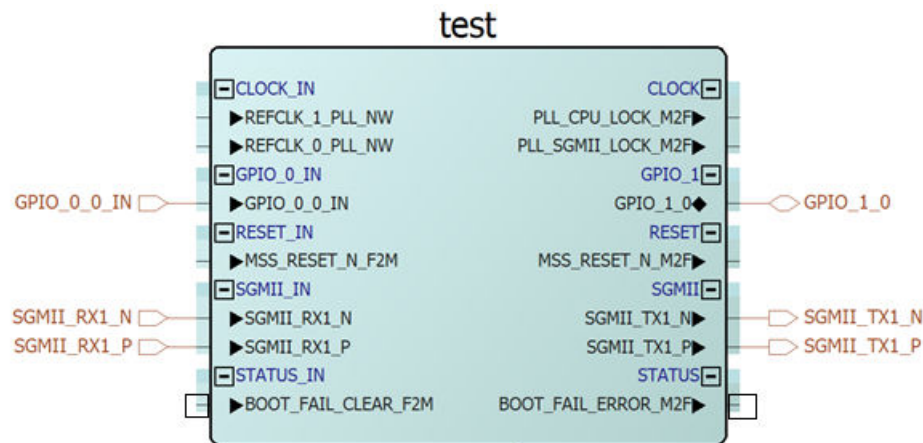 test
CLOCK_IN CLOCK
REFCLK_1_PLL_NW PLL_CPU_LOCK_M2F
REFCLK_0_PLL_NW PLL_SGMII_LOCK_M2F
GPIO_0_IN GPIO_1
GPIO_0_0_IN GPIO_0_0_IN GPIO_1_0 GPIO_1_0
RESET_IN RESET
MSS_RESET_N_F2M MSS_RESET_N_M2F
SGMII_IN SGMII
SGMII_RX1_N SGMII_RX1_N SGMII_TX1_N SGMII_TX1_N
SGMII_RX1_P SGMII_RX1_P SGMII_TX1_P SGMII_TX1_P
STATUS_IN STATUS
BOOT_FAIL_CLEAR_F2M BOOT_FAIL_ERROR_M2F